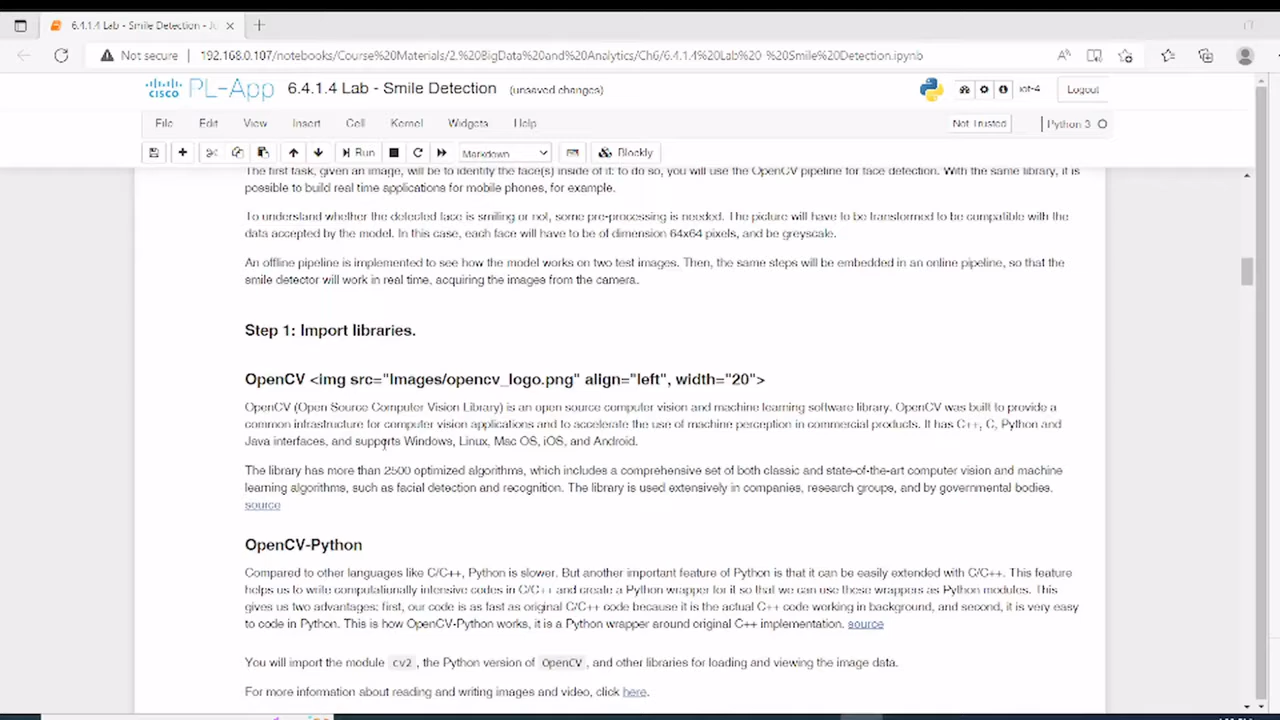 6.4.1.4 Lab - Smile Detection - Ju
Not secure
192.168.0.107/notebooks/Course%20Materials/2.%20BigData%20and%20Analytics/Ch6/6.4.1.4%20Lab%20-%20Smile%20Detection.ipynb
CISCO PL-App 6.4.1.4 Lab - Smile Detection (unsaved changes) iot-4 Logout
File Edit View Insert Cell Kernel Widgets Help Not Trusted Python 3
Run Markdown Blockly
The first task, given an image, will be to identify the face(s) inside of it: to do so, you will use the OpenCV pipeline for face detection. With the same library, it is
possible to build real time applications for mobile phones, for example.
To understand whether the detected face is smiling or not, some pre-processing is needed. The picture will have to be transformed to be compatible with the
data accepted by the model. In this case, each face will have to be of dimension 64x64 pixels, and be greyscale.
An offline pipeline is implemented to see how the model works on two test images. Then, the same steps will be embedded in an online pipeline, so that the
smile detector will work in real time, acquiring the images from the camera.
Step 1: Import libraries.
OpenCV <img src="Images/opencv_logo.png" align="left", width="20">
OpenCV (Open Source Computer Vision Library) is an open source computer vision and machine learning software library. OpenCV was built to provide a
common infrastructure for computer vision applications and to accelerate the use of machine perception in commercial products. It has C++, C, Python and
Java interfaces, and supports Windows, Linux, Mac OS, iOS, and Android.
The library has more than 2500 optimized algorithms, which includes a comprehensive set of both classic and state-of-the-art computer vision and machine
learning algorithms, such as facial detection and recognition. The library is used extensively in companies, research groups, and by governmental bodies.
source
OpenCV-Python
Compared to other languages like C/C++, Python is slower. But another important feature of Python is that it can be easily extended with C/C++. This feature
helps us to write computationally intensive codes in C/C++ and create a Python wrapper for it so that we can use these wrappers as Python modules. This
gives us two advantages: first, our code is as fast as original C/C++ code because it is the actual C++ code working in background, and second, it is very easy
to code in Python. This is how OpenCV-Python works, it is a Python wrapper around original C++ implementation. source
You will import the module cv2, the Python version of OpenCV, and other libraries for loading and viewing the image data.
For more information about reading and writing images and video, click here.